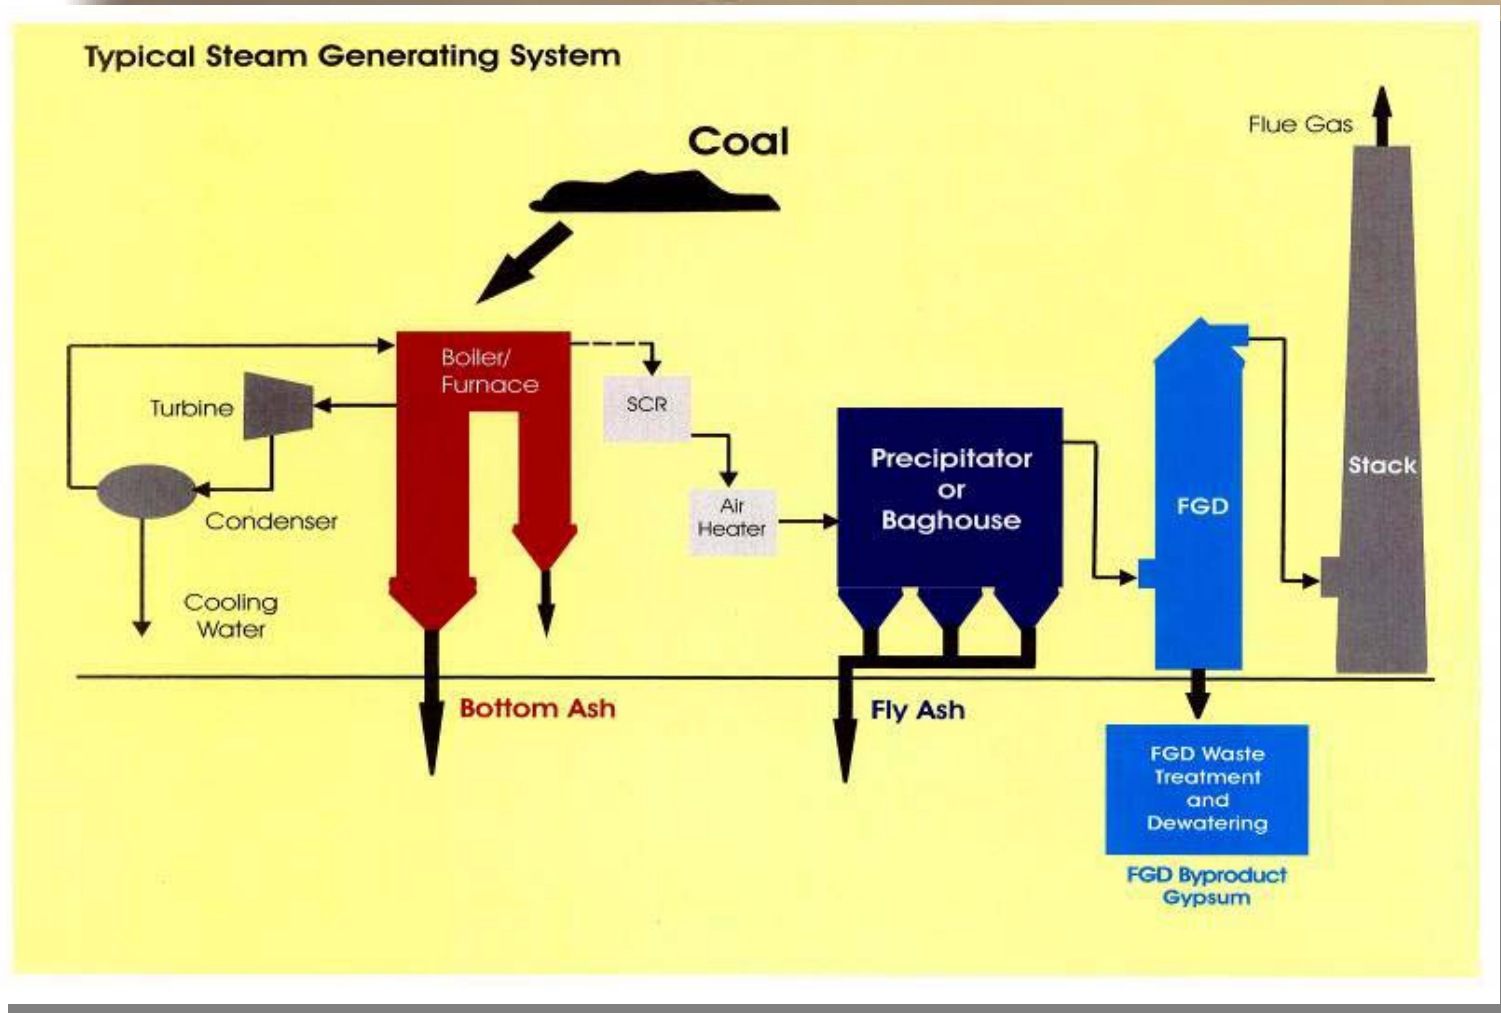 Typical Steam Generating System
Coal
Flue Gas
Boiler/
Furnace
Turbine
SCR
Condenser
Air
Heater
Precipitator
or
Baghouse
FGD
Stack
Cooling
Water
Bottom Ash
Fly Ash
FGD Waste
Treatment
and
Dewatering
FGD Byproduct
Gypsum